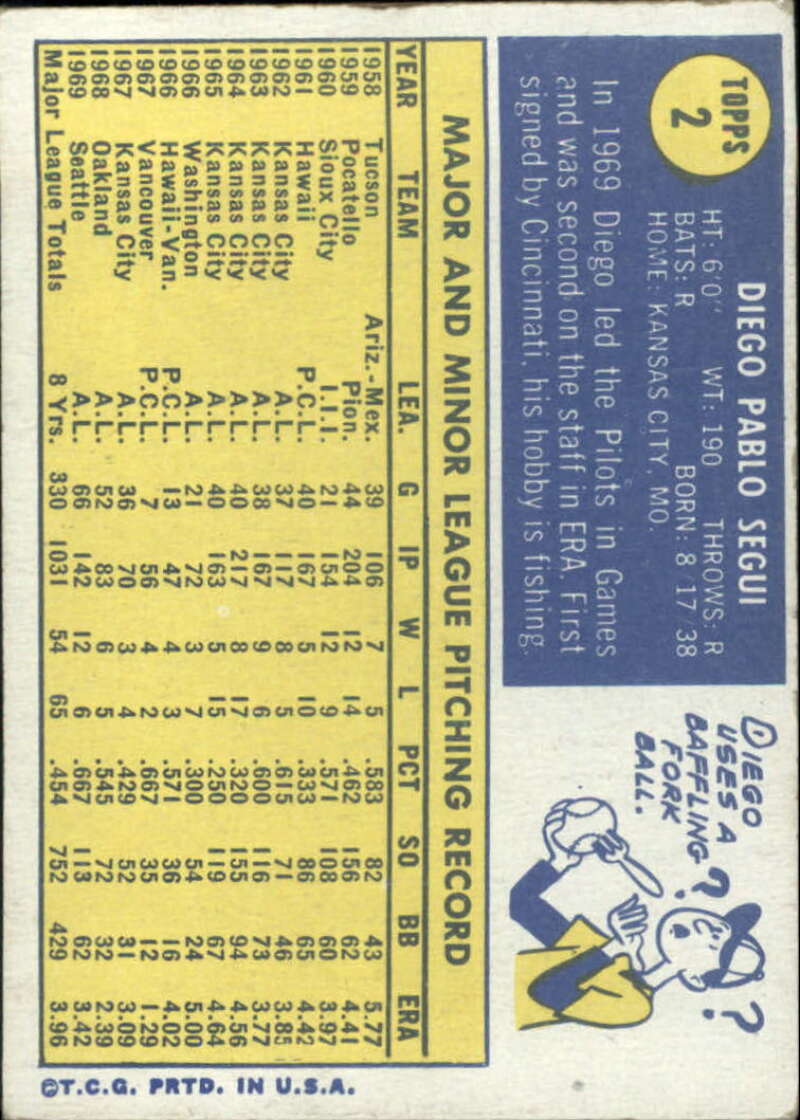 TOPPS
2
DIEGO PABLO SEGUI
HT: 6'0" WT: 190 THROWS: R
BATS: R BORN: 8 17 38
HOME: KANSAS CITY, MO.
In 1969 Diego led the Pilots in Games
and was second on the staff in ERA. First
signed by Cincinnati, his hobby is fishing.
DIEGO
USES A
BAFFLING
FORK
BALL.
? ?
MAJOR AND MINOR LEAGUE PITCHING RECORD
YEAR TEAM LEA. G IP W L PCT SO BB ERA
1958 Tucson Ariz.-Mex. 39 106 7 5 .583 82 43 5.77
1959 Pocatello Pion. 44 204 12 14 .462 156 62 4.41
1960 Sioux City I.I.I. 21 154 12 9 .571 108 60 3.97
1961 Hawaii P.C.L. 40 167 5 10 .333 86 65 4.42
1962 Kansas City A.L. 37 117 8 5 .615 71 46 3.85
1963 Kansas City A.L. 38 167 9 6 .600 116 73 3.77
1964 Kansas City A.L. 40 217 8 17 .320 155 94 4.56
1965 Kansas City A.L. 40 163 5 15 .250 119 67 4.64
1966 Washington A.L. 21 72 3 7 .300 54 24 5.00
1966 Hawaii-Van. P.C.L. 13 47 4 3 .571 36 16 4.02
1967 Vancouver P.C.L. 7 56 4 2 .667 35 12 1.29
1967 Kansas City A.L. 36 70 3 4 .429 52 31 3.09
1968 Oakland A.L. 52 83 6 5 .545 72 32 2.39
1969 Seattle A.L. 66 142 12 6 .667 113 62 3.42
Major League Totals 8 Yrs. 330 1031 54 65 .454 752 429 3.96
©T.C.G. PRTD. IN U.S.A.